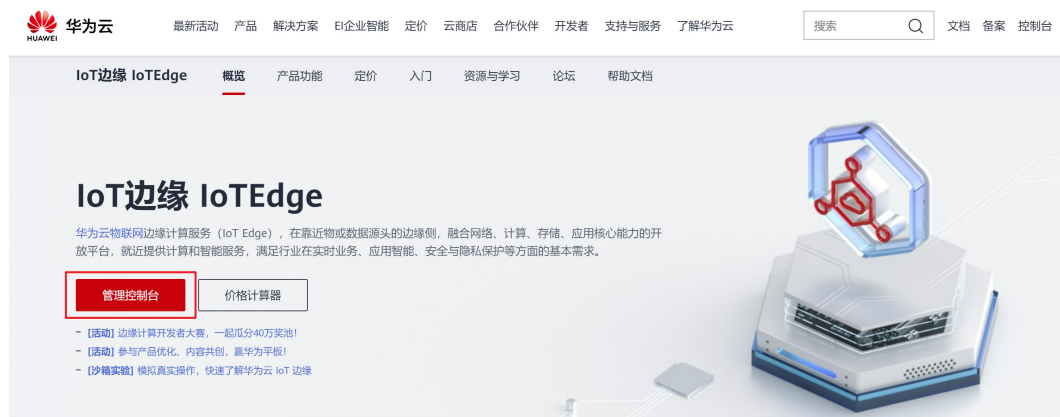 HUAWEI
华为云
最新活动 产品 解决方案 EI企业智能 定价 云商店 合作伙伴 开发者 支持与服务 了解华为云
搜索
文档 备案 控制台
IoT边缘 IoTEdge 概览 产品功能 定价 入门 资源与学习 论坛 帮助文档
IoT边缘 IoTEdge
华为云物联网边缘计算服务（IoT Edge），在靠近物或数据源头的边缘侧，融合网络、计算、存储、应用核心能力的开
放平台，就近提供计算和智能服务，满足行业在实时业务、应用智能、安全与隐私保护等方面的基本需求。
管理控制台 价格计算器
- [活动] 边缘计算开发者大赛，一起瓜分40万奖池！
- [活动] 参与产品优化、内容共创，赢华为平板！
- [沙箱实验] 模拟真实操作，快速了解华为云 IoT 边缘